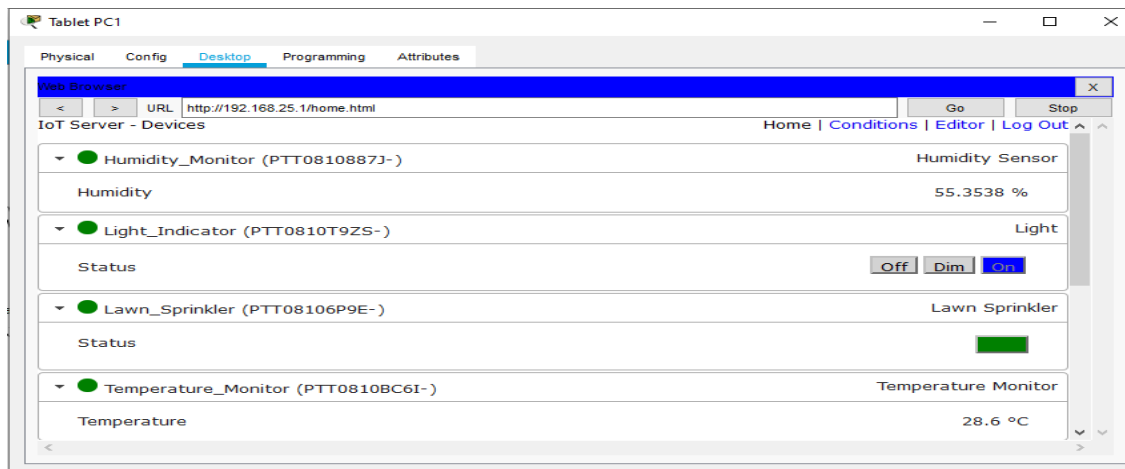 Tablet PC1
Physical Config Desktop Programming Attributes
Web Browser X
< > URL http://192.168.25.1/home.html Go Stop
IoT Server - Devices Home | Conditions | Editor | Log Out
Humidity_Monitor (PTT0810887J-) Humidity Sensor
Humidity 55.3538 %
Light_Indicator (PTT0810T9ZS-) Light
Status Off Dim On
Lawn_Sprinkler (PTT08106P9E-) Lawn Sprinkler
Status
Temperature_Monitor (PTT0810BC6I-) Temperature Monitor
Temperature 28.6 °C